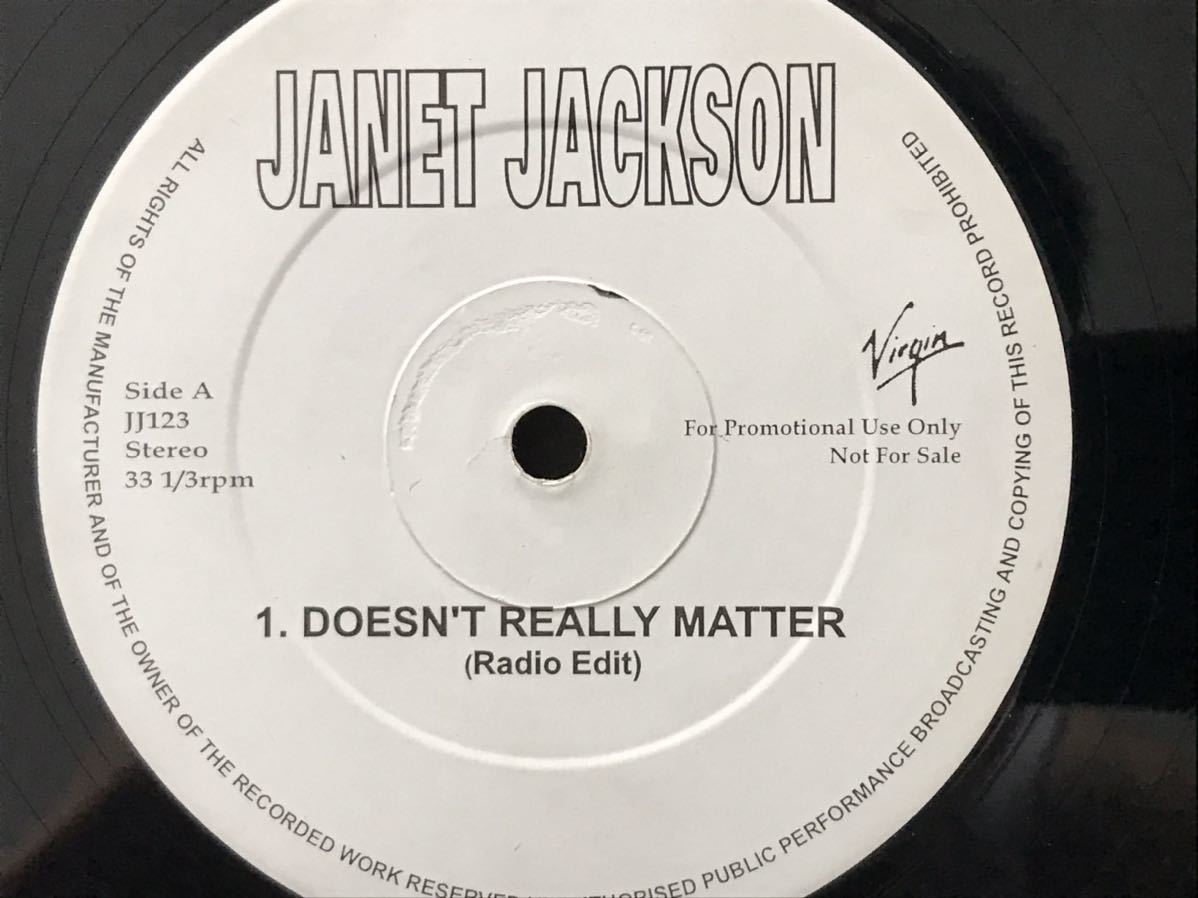 JANET JACKSON
Virgin
Side A
JJ123
Stereo
33 1/3rpm
For Promotional Use Only
Not For Sale
1. DOESN'T REALLY MATTER
(Radio Edit)
ALL RIGHTS OF THE MANUFACTURER AND OF THE OWNER OF THE RECORDED WORK RESERVED PUBLIC PERFORMANCE BROADCASTING AND COPYING OF THIS RECORD PROHIBITED